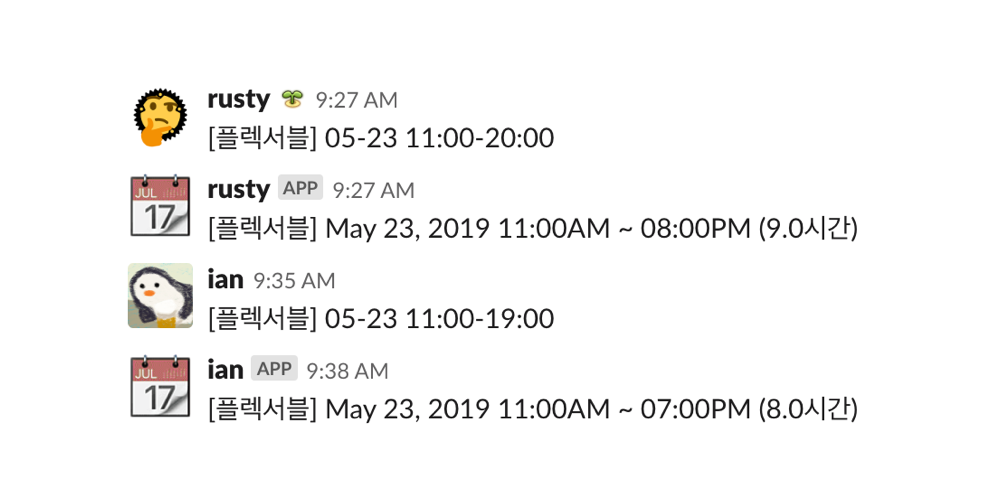 rusty 9:27 AM
[플렉서블] 05-23 11:00-20:00
JUL
17
rusty APP 9:27 AM
[플렉서블] May 23, 2019 11:00AM ~ 08:00PM (9.0시간)
ian 9:35 AM
[플렉서블] 05-23 11:00-19:00
JUL
17
ian APP 9:38 AM
[플렉서블] May 23, 2019 11:00AM ~ 07:00PM (8.0시간)